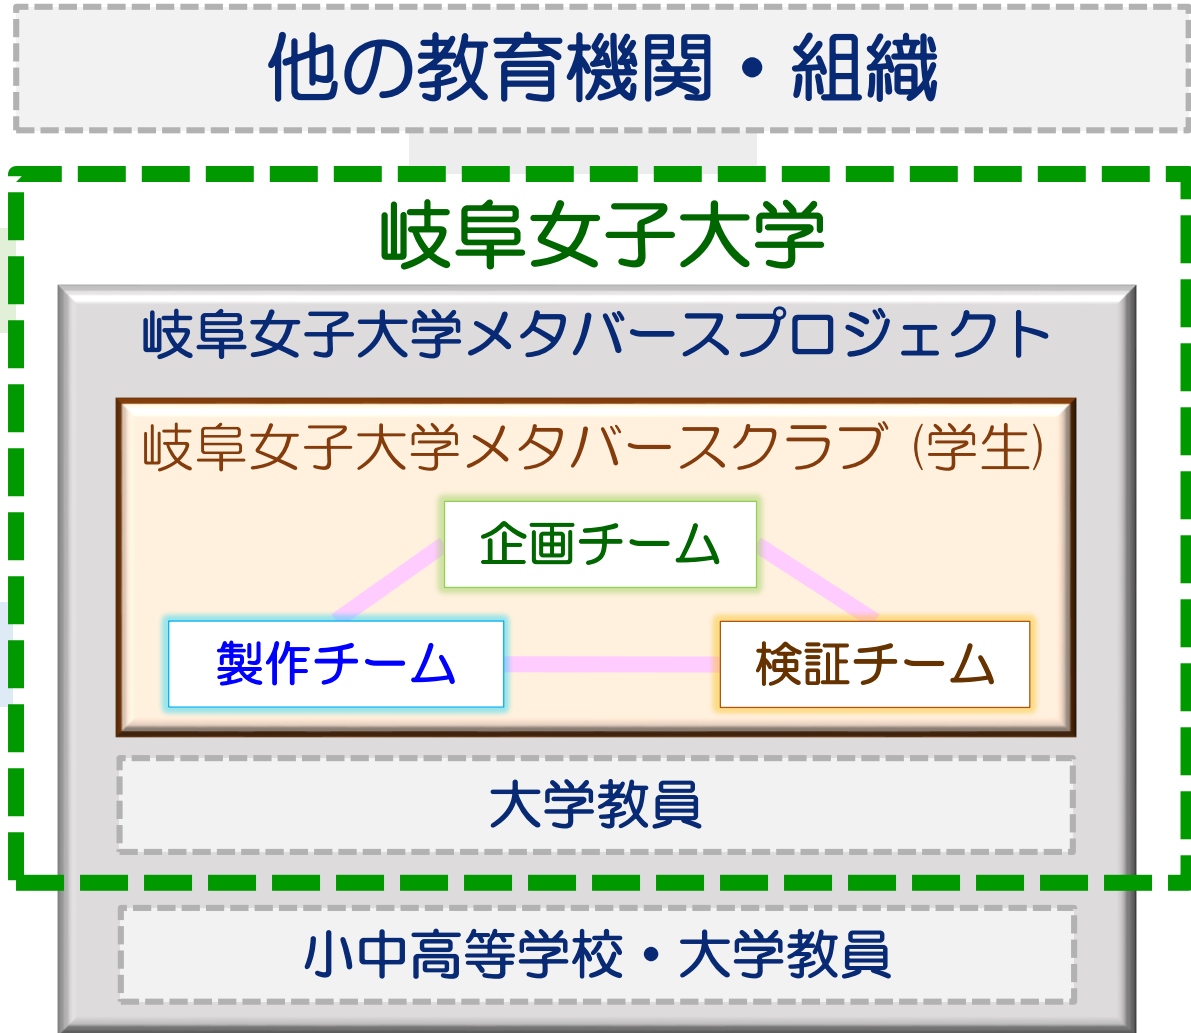 他の教育機関・組織
岐阜女子大学
岐阜女子大学メタバースプロジェクト
岐阜女子大学メタバースクラブ (学生)
企画チーム
製作チーム
検証チーム
大学教員
小中高等学校・大学教員